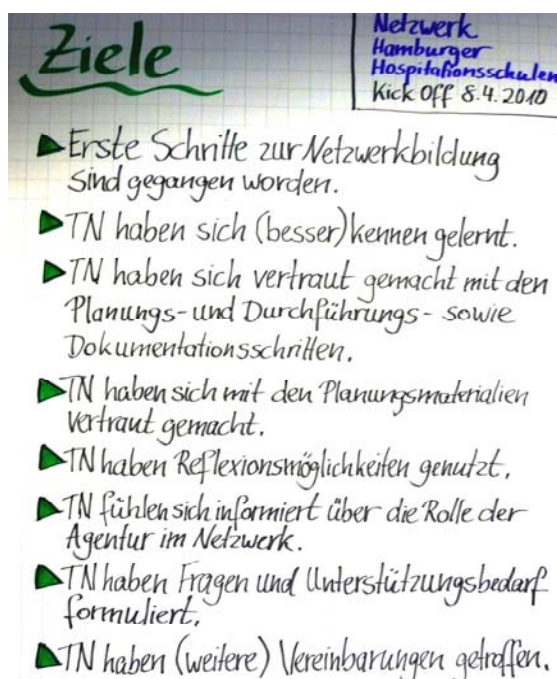 Ziele
Netzwerk
Hamburger
Hospitationsschulen
Kick Off 8.4.2010
Erste Schritte zur Netzwerkbildung
sind gegangen worden.
TN haben sich (besser) kennen gelernt.
TN haben sich vertraut gemacht mit den
Planungs- und Durchführungs- sowie
Dokumentationsschritten.
TN haben sich mit den Planungsmaterialien
vertraut gemacht.
TN haben Reflexionsmöglichkeiten genutzt.
TN fühlen sich informiert über die Rolle der
Agentur im Netzwerk.
TN haben Fragen und Unterstützungsbedarf
formuliert.
TN haben (weitere) Vereinbarungen getroffen.